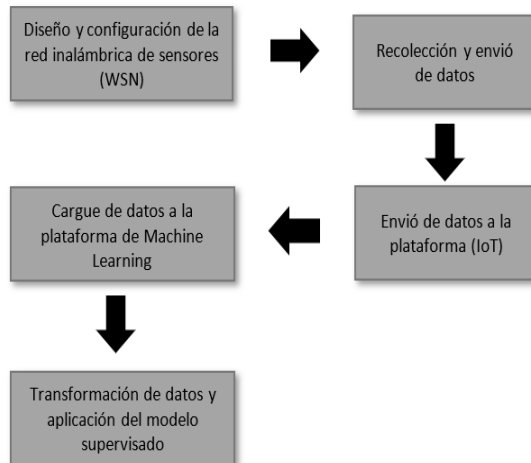 Diseño y configuración de la
red inalámbrica de sensores
(WSN)
Recolección y envió
de datos
Envió de datos a la
plataforma (IoT)
Cargue de datos a la
plataforma de Machine
Learning
Transformación de datos y
aplicación del modelo
supervisado